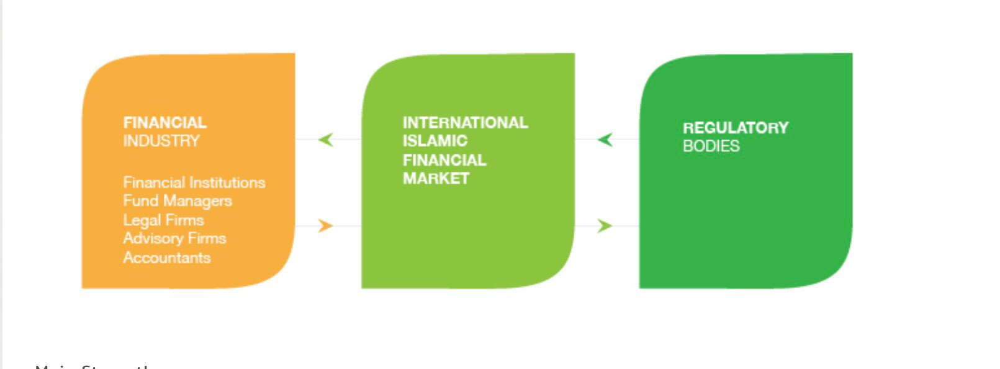 FINANCIAL
INDUSTRY
Financial Institutions
Fund Managers
Legal Firms
Advisory Firms
Accountants
INTERNATIONAL
ISLAMIC
FINANCIAL
MARKET
REGULATORY
BODIES